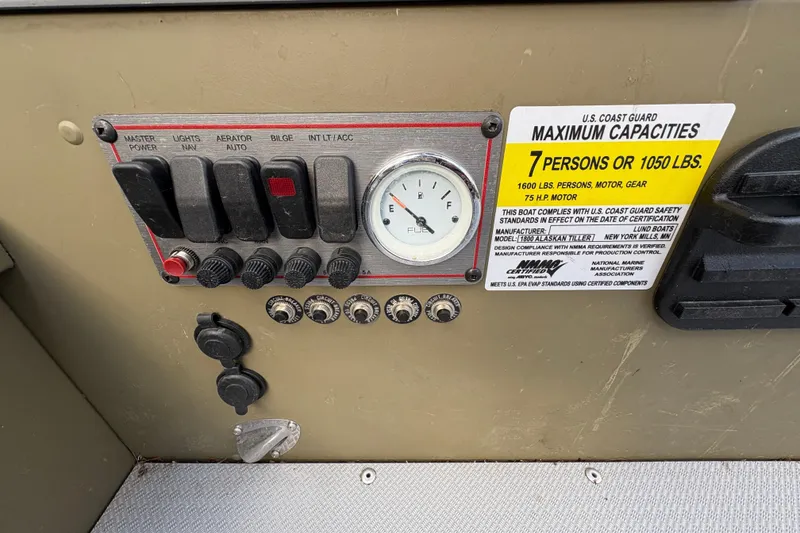 MASTER POWER
LIGHTS NAV
AERATOR AUTO
BILGE
INT LT / ACC
E
F
FUEL
U.S. COAST GUARD
MAXIMUM CAPACITIES
7 PERSONS OR 1050 LBS.
1600 LBS. PERSONS, MOTOR, GEAR
75 H.P. MOTOR
THIS BOAT COMPLIES WITH U.S. COAST GUARD SAFETY
STANDARDS IN EFFECT ON THE DATE OF CERTIFICATION
MANUFACTURER: LUND BOATS
MODEL: 1800 ALASKAN TILLER NEW YORK MILLS, MN
DESIGN COMPLIANCE WITH NMMA REQUIREMENTS IS VERIFIED.
MANUFACTURER RESPONSIBLE FOR PRODUCTION CONTROL.
NMMA
CERTIFIED
NATIONAL MARINE
MANUFACTURERS
ASSOCIATION
MEETS U.S. EPA EVAP STANDARDS USING CERTIFIED COMPONENTS
CIRCUIT BREAKER